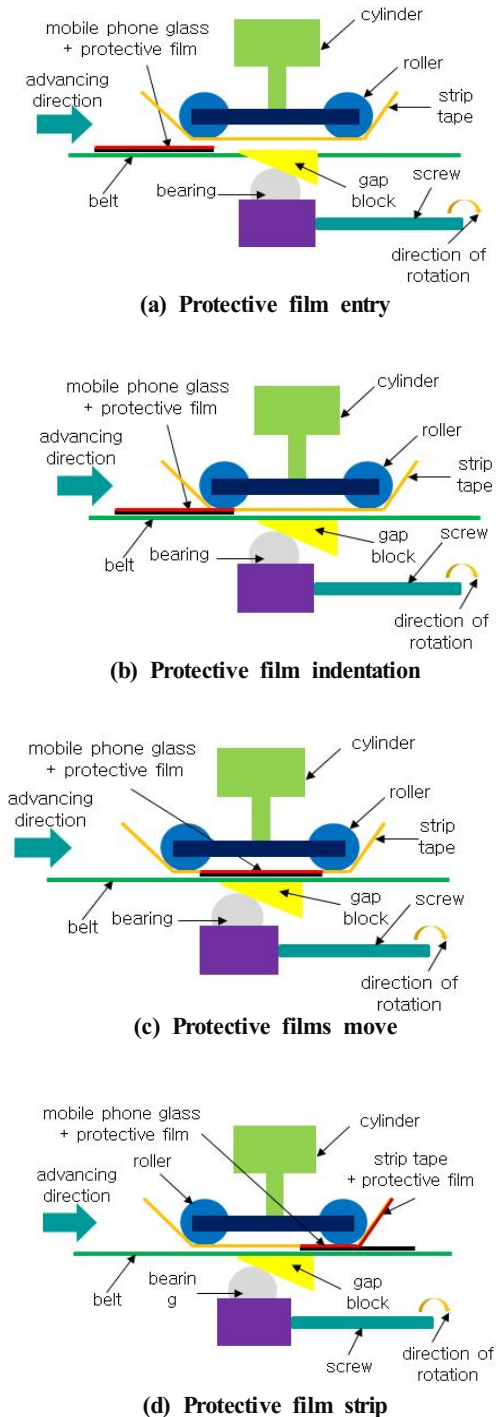 cylinder
mobile phone glass
+ protective film
roller
advancing
direction
strip
tape
belt
bearing
gap
block
screw
direction of
rotation
(a) Protective film entry
cylinder
mobile phone glass
+ protective film
roller
advancing
direction
strip
tape
belt
bearing
gap
block
screw
direction of
rotation
(b) Protective film indentation
cylinder
mobile phone glass
+ protective film
roller
advancing
direction
strip
tape
belt
bearing
gap
block
screw
direction of
rotation
(c) Protective films move
mobile phone glass
+ protective film
cylinder
roller
strip tape
+ protective film
advancing
direction
belt
bearin
g
gap
block
screw
direction of
rotation
(d) Protective film strip